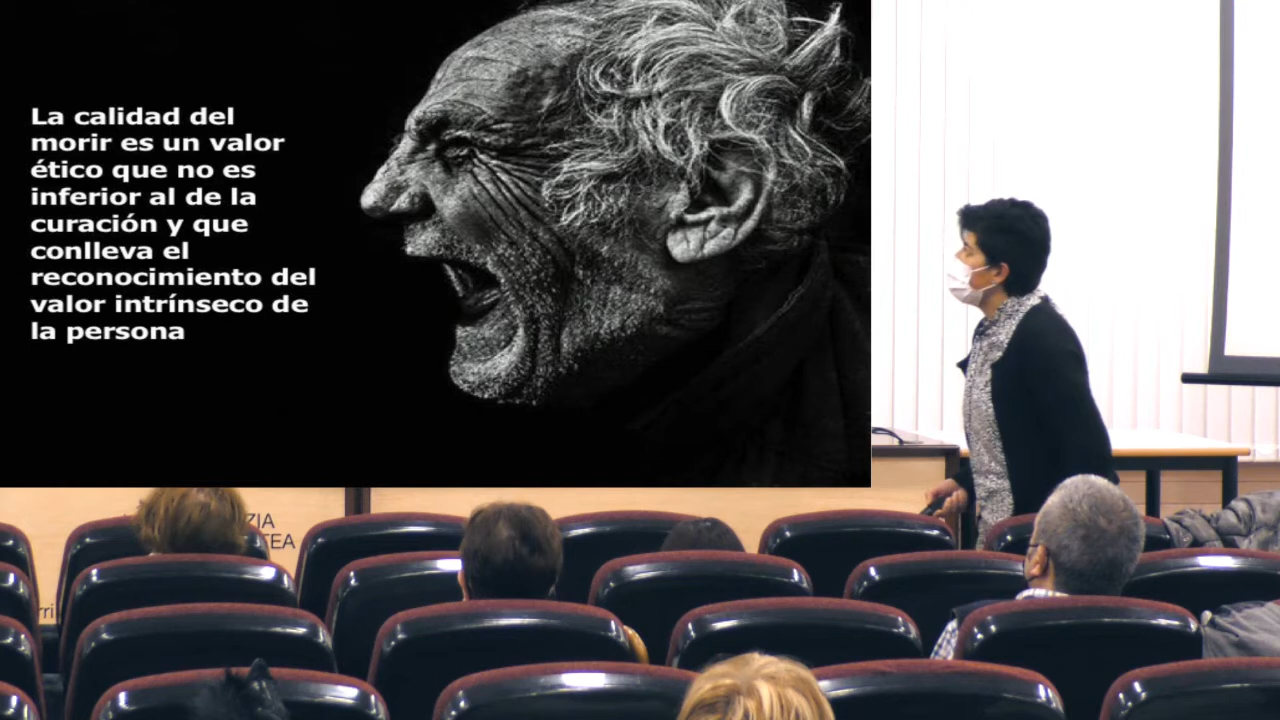 La calidad del
morir es un valor
ético que no es
inferior al de la
curación y que
conlleva el
reconocimiento del
valor intrínseco de
la persona